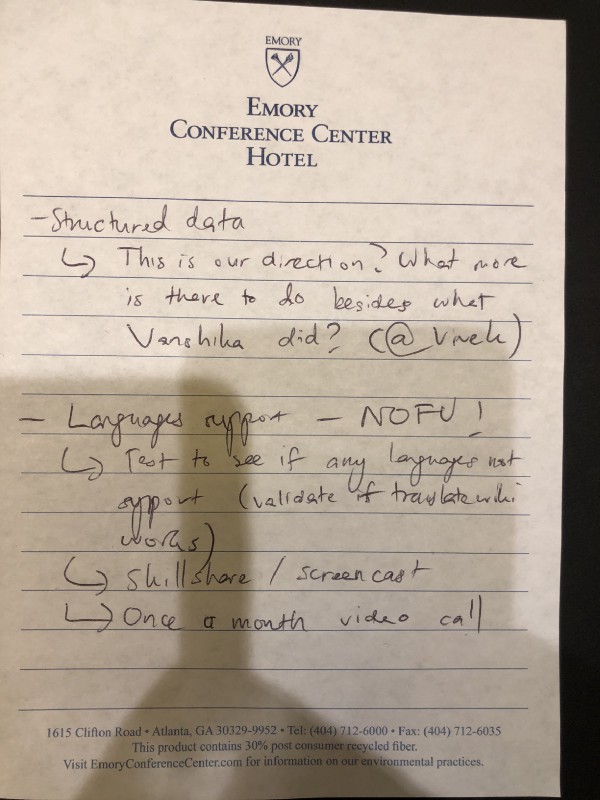 EMORY
EMORY
CONFERENCE CENTER
HOTEL
- Structured data
↳ This is our direction? What more
is there to do besides what
Vanshika did? (@ Vivek)
- Languages support - NOFU!
↳ Test to see if any languages not
support (validate if translatewiki
works)
↳ Skillshare / screencast
↳ Once a month video call
1615 Clifton Road • Atlanta, GA 30329-9952 • Tel: (404) 712-6000 • Fax: (404) 712-6035
This product contains 30% post consumer recycled fiber.
Visit EmoryConferenceCenter.com for information on our environmental practices.